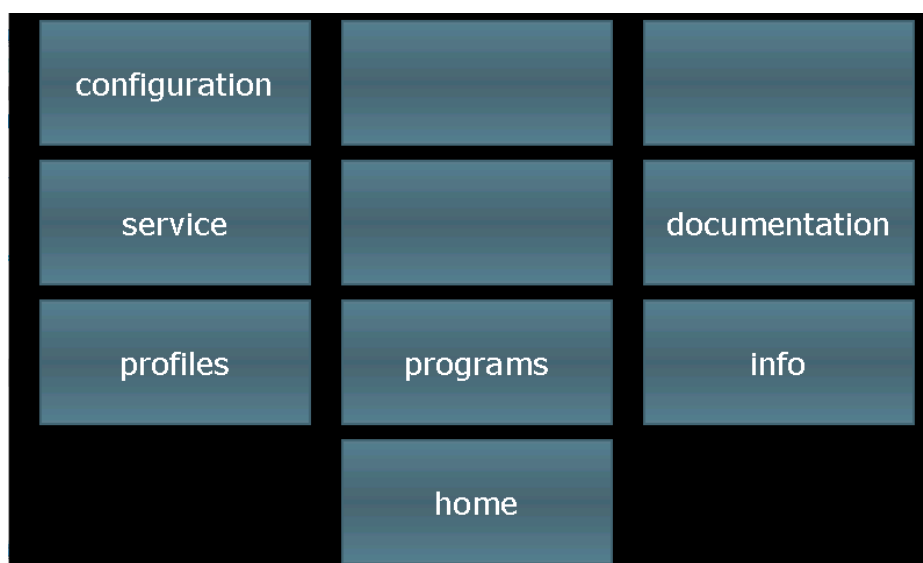 configuration
service
documentation
profiles
programs
info
home